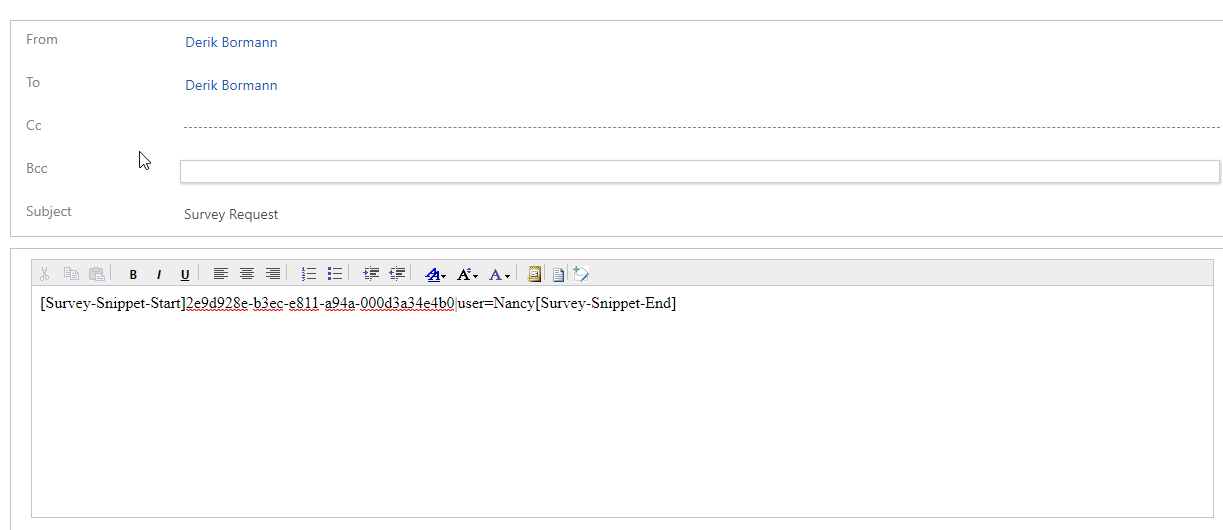 From Derik Bormann
To Derik Bormann
Cc
Bcc
Subject Survey Request
B I U A A A
[Survey-Snippet-Start]2e9d928e-b3ec-e811-a94a-000d3a34e4b0|user=Nancy[Survey-Snippet-End]